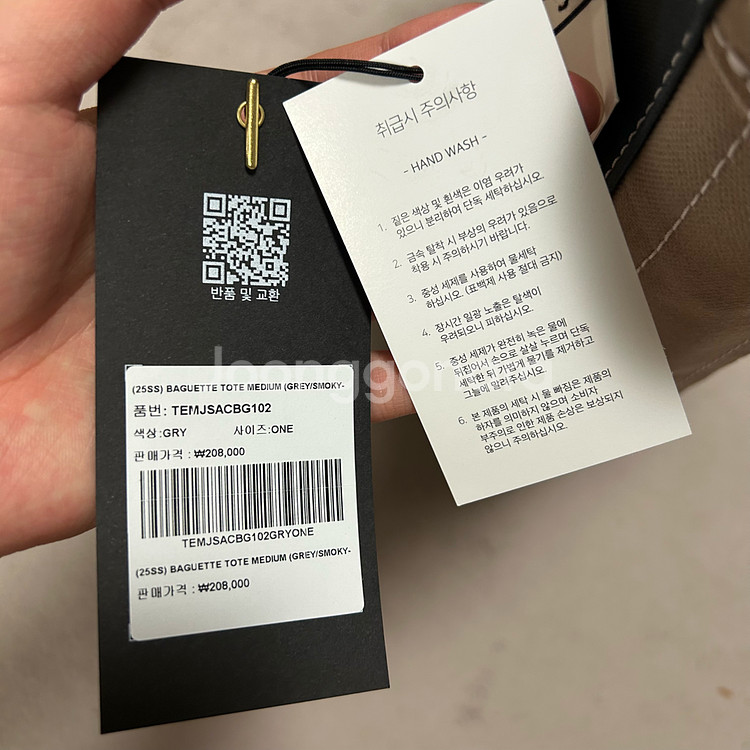 반품 및 교환
(25SS) BAGUETTE TOTE MEDIUM (GREY/SMOKY-
품번: TEMJSACBG102
색상:GRY 사이즈:ONE
판매가격 : ₩208,000
TEMJSACBG102GRYONE
(25SS) BAGUETTE TOTE MEDIUM (GREY/SMOKY-
판매가격 : ₩208,000
취급시 주의사항
- HAND WASH -
1. 짙은 색상 및 흰색은 이염 우려가
있으니 분리하여 단독 세탁하십시오.
2. 금속 탈착 시 부상의 우려가 있음으로
착용 시 주의하시기 바랍니다.
3. 중성 세제를 사용하여 물세탁
하십시오. (표백제 사용 절대 금지)
4. 장시간 일광 노출은 탈색이
우려되오니 피하십시오.
5. 중성 세제가 완전히 녹은 물에
뒤집어서 손으로 살살 누르며 단독
세탁한 뒤 가볍게 물기를 제거하고
그늘에 말려주십시오.
6. 본 제품의 세탁 시 물 빠짐은 제품의
하자를 의미하지 않으며 소비자
부주의로 인한 제품 손상은 보상되지
않으니 주의하십시오.